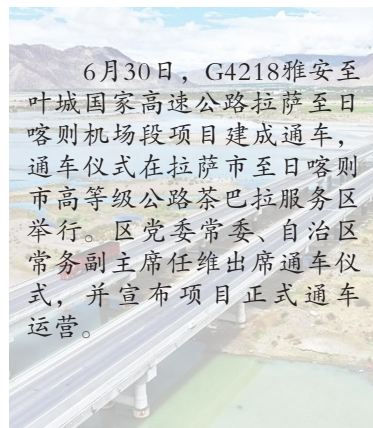 6月30日，G4218雅安至
叶城国家高速公路拉萨至日
喀则机场段项目建成通车，
通车仪式在拉萨市至日喀则
市高等级公路茶巴拉服务区
举行。区党委常委、自治区
常务副主席任维出席通车仪
式，并宣布项目正式通车
运营。